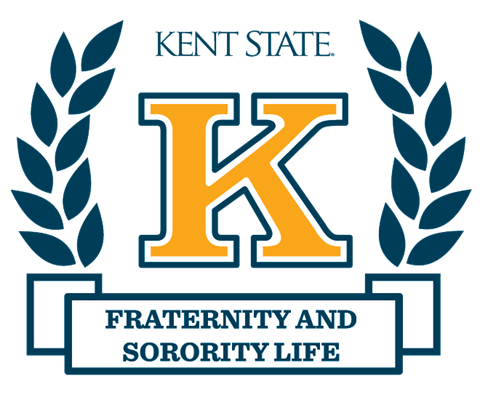 KENT STATE®
K
FRATERNITY AND
SORORITY LIFE